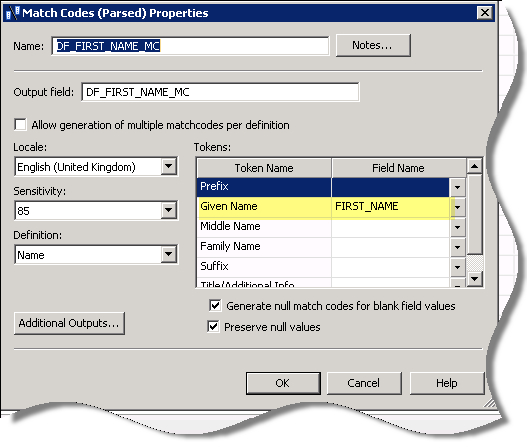 Match Codes (Parsed) Properties
Name: DF_FIRST_NAME_MC Notes...
Output field: DF_FIRST_NAME_MC
Allow generation of multiple matchcodes per definition
Locale: Tokens:
English (United Kingdom) Token Name Field Name
Prefix
Sensitivity: Given Name FIRST_NAME
85 Middle Name
Definition: Family Name
Name Suffix
Title/Additional Info
Generate null match codes for blank field values
Additional Outputs... Preserve null values
OK Cancel Help